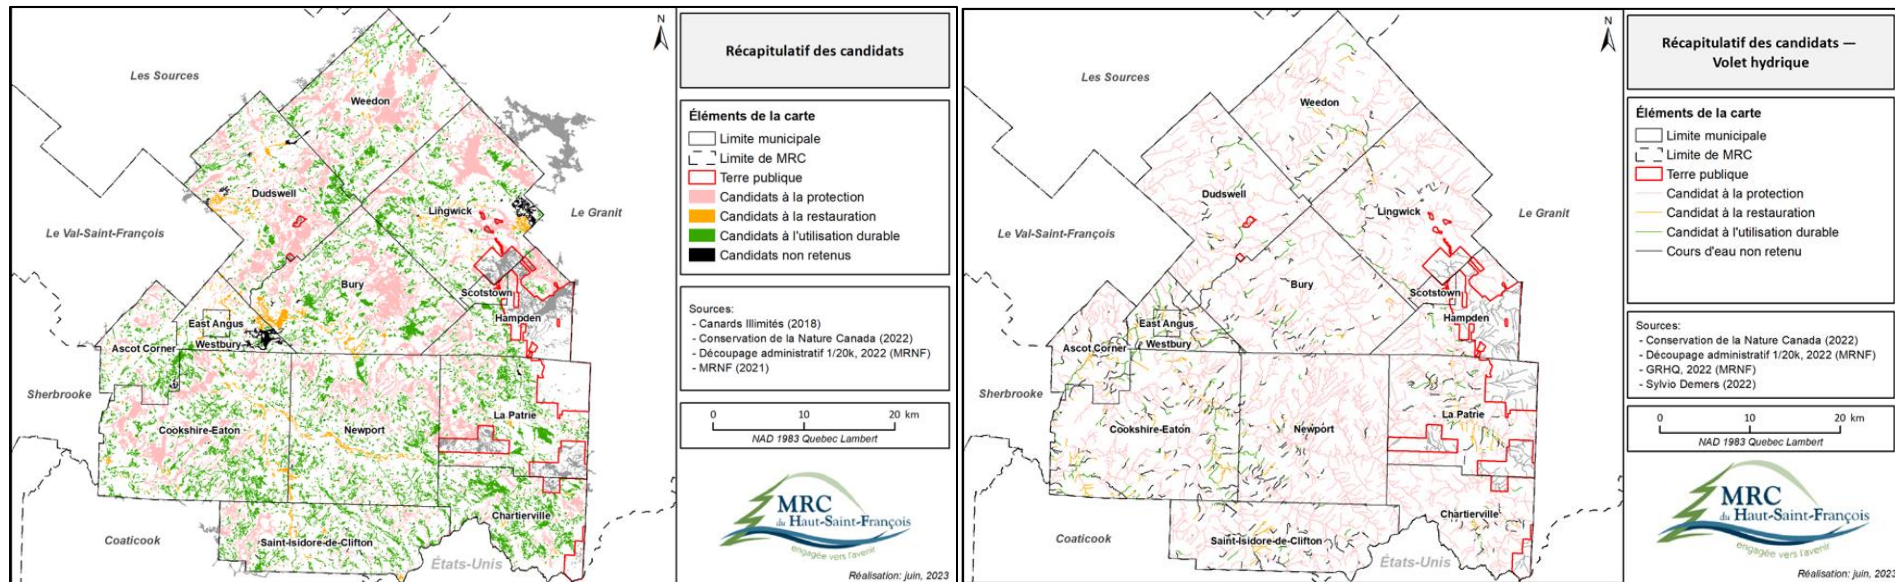 N
Les Sources
Weedon
Dudswell
Lingwick
Le Granit
Le Val-Saint-François
Bury
Scotstown
Hampden
East Angus
Westbury
Ascot Corner
Sherbrooke
La Patrie
Cookshire-Eaton
Newport
Chartierville
Saint-Isidore-de-Clifton
Coaticook
États-Unis
Récapitulatif des candidats
Éléments de la carte
Limite municipale
Limite de MRC
Terre publique
Candidats à la protection
Candidats à la restauration
Candidats à l'utilisation durable
Candidats non retenus
Sources:
- Canards Illimités (2018)
- Conservation de la Nature Canada (2022)
- Découpage administratif 1/20k, 2022 (MRNF)
- MRNF (2021)
0 10 20 km
NAD 1983 Quebec Lambert
MRC
du Haut-Saint-François
engagée vers l'avenir
Réalisation: juin, 2023
N
Les Sources
Weedon
Dudswell
Lingwick
Le Granit
Le Val-Saint-François
Bury
Scotstown
Hampden
East Angus
Westbury
Ascot Corner
Sherbrooke
La Patrie
Cookshire-Eaton
Newport
Chartierville
Saint-Isidore-de-Clifton
Coaticook
États-Unis
Récapitulatif des candidats —
Volet hydrique
Éléments de la carte
Limite municipale
Limite de MRC
Terre publique
Candidat à la protection
Candidat à la restauration
Candidat à l'utilisation durable
Cours d'eau non retenu
Sources:
- Conservation de la Nature Canada (2022)
- Découpage administratif 1/20k, 2022 (MRNF)
- GRHQ, 2022 (MRNF)
- Sylvio Demers (2022)
0 10 20 km
NAD 1983 Quebec Lambert
MRC
du Haut-Saint-François
engagée vers l'avenir
Réalisation: juin, 2023